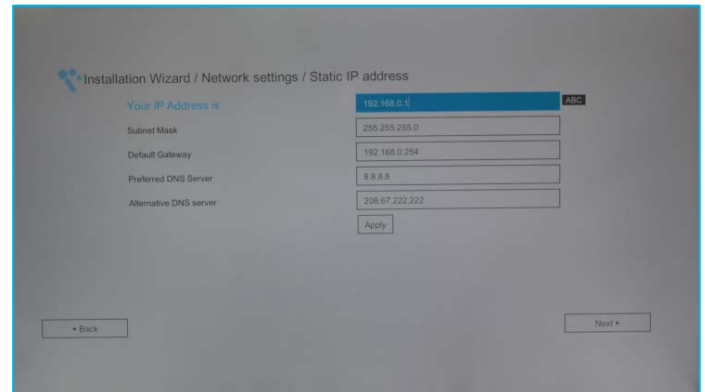 Installation Wizard / Network settings / Static IP address
Your IP Address is 192.168.0.1 ABC
Subnet Mask 255.255.255.0
Default Gateway 192.168.0.254
Preferred DNS Server 8.8.8.8
Alternative DNS server 208.67.222.222
Apply
◂ Back Next ▸